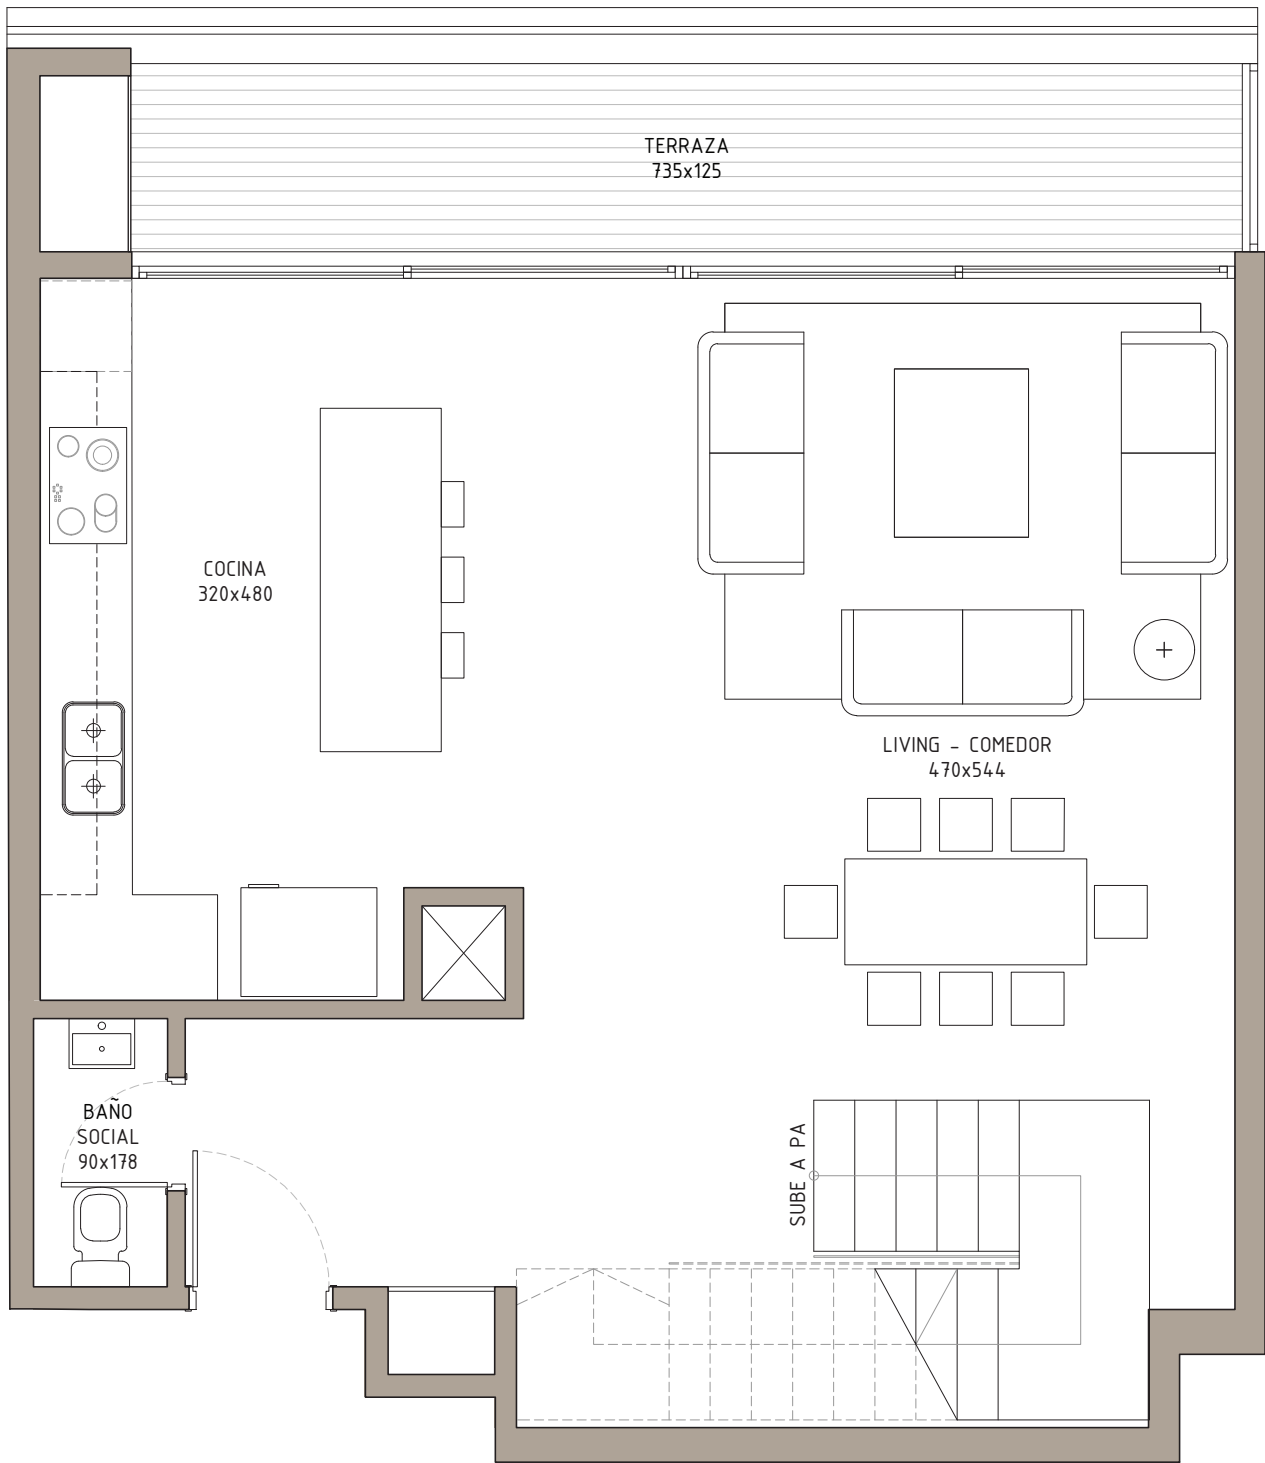 TERRAZA
735x125
COCINA
320x480
LIVING - COMEDOR
470x544
BAÑO
SOCIAL
90x178
SUBE A PA